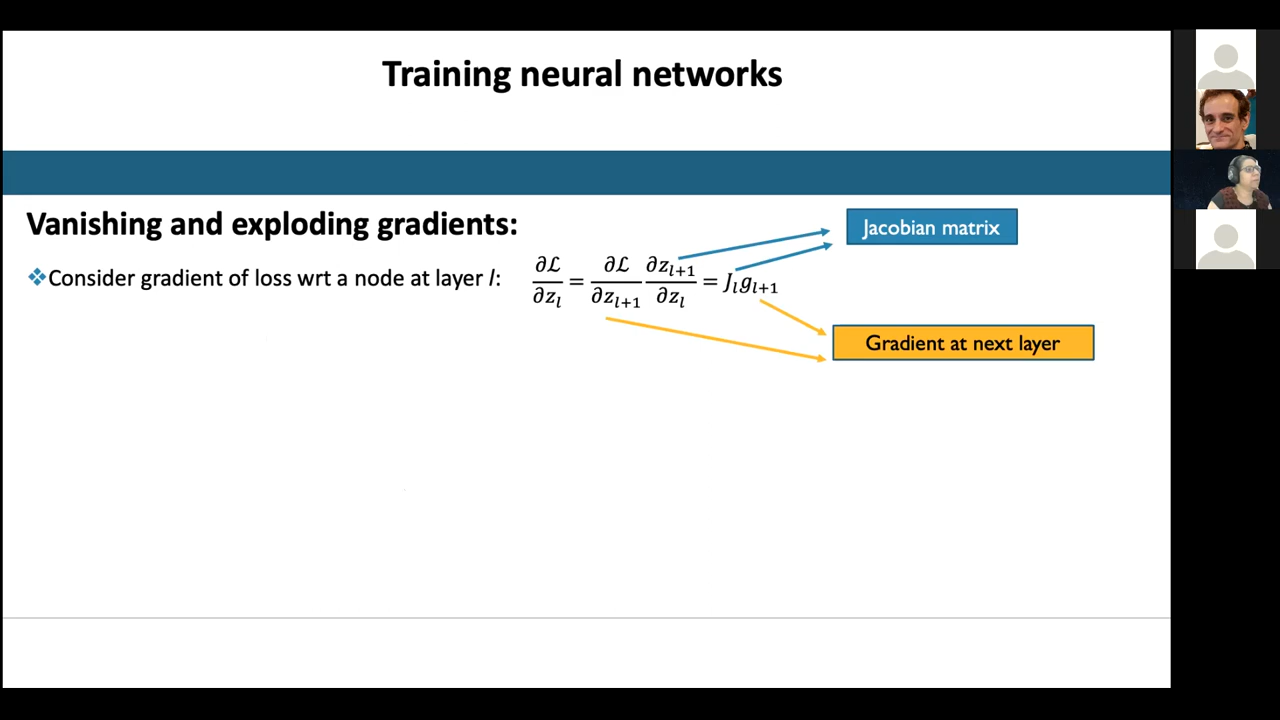 Training neural networks
Vanishing and exploding gradients:
❖Consider gradient of loss wrt a node at layer l: ∂ℒ/∂z_l = ∂ℒ/∂z_{l+1} ∂z_{l+1}/∂z_l = J_l g_{l+1}
Jacobian matrix
Gradient at next layer